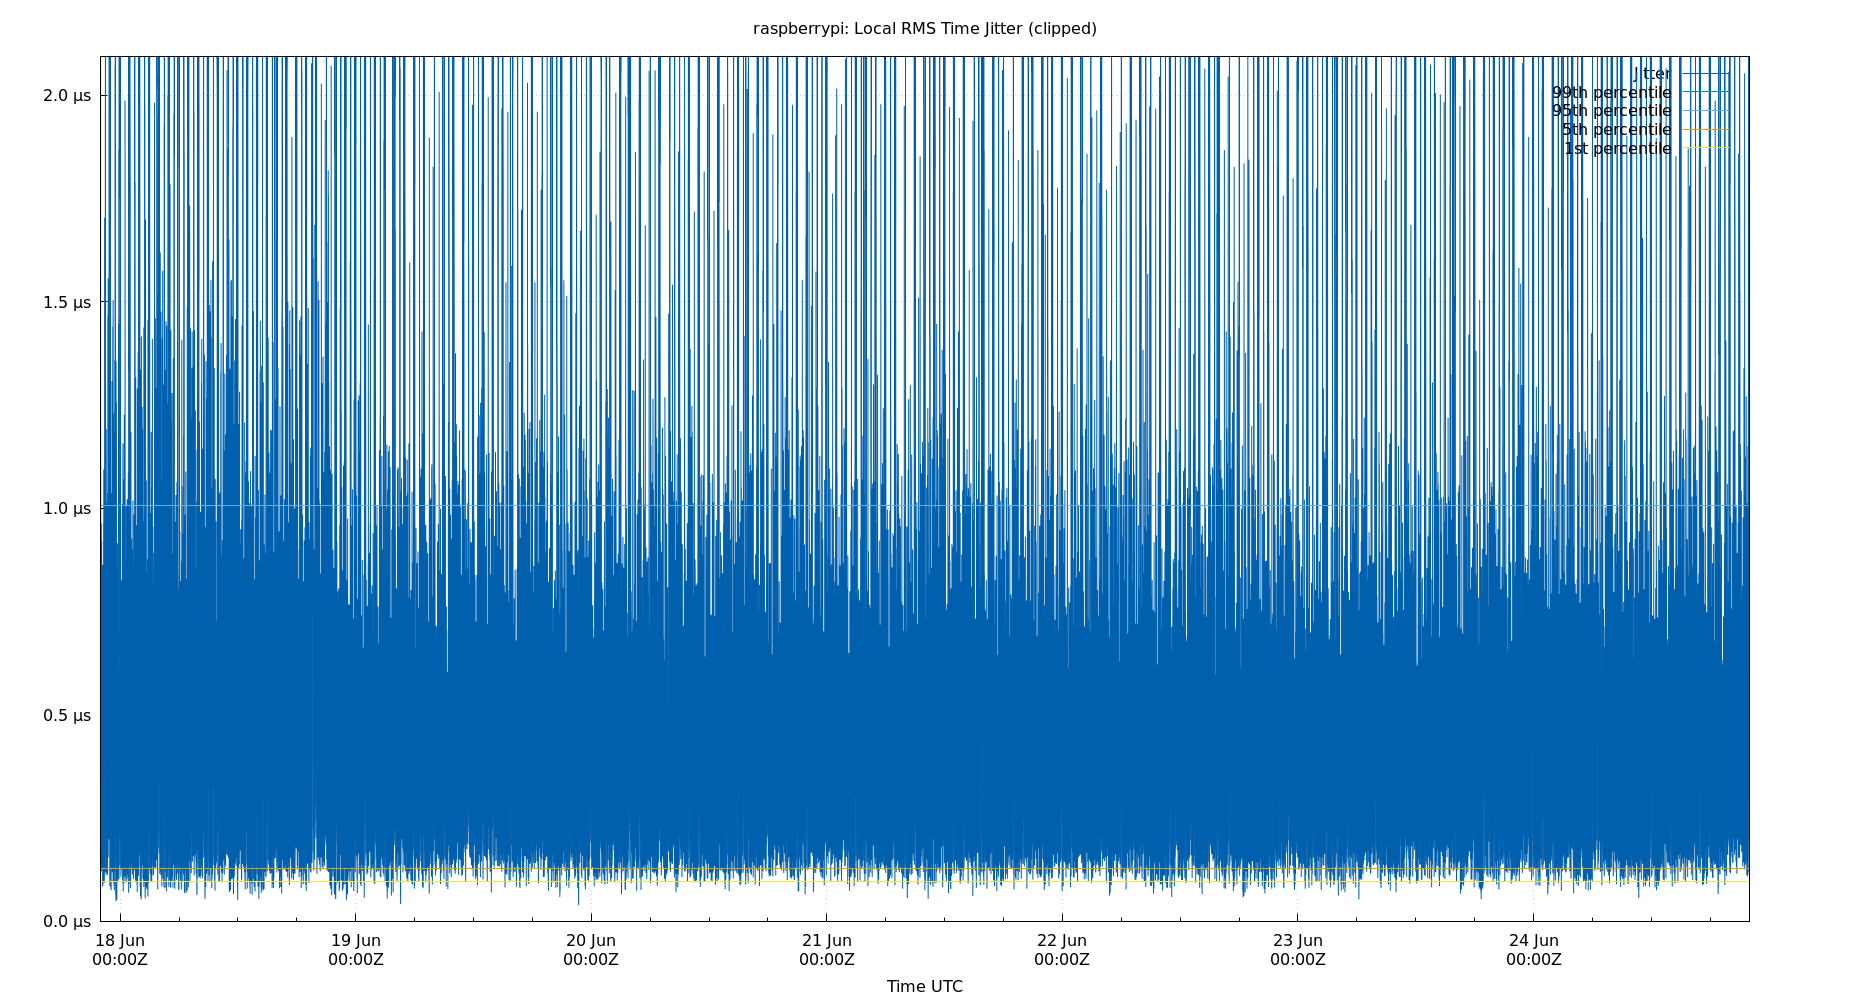 raspberrypi: Local RMS Time Jitter (clipped)
Jitter
99th percentile
95th percentile
5th percentile
1st percentile
2.0 µs
1.5 µs
1.0 µs
0.5 µs
0.0 µs
18 Jun 19 Jun 20 Jun 21 Jun 22 Jun 23 Jun 24 Jun
00:00Z 00:00Z 00:00Z 00:00Z 00:00Z 00:00Z 00:00Z
Time UTC